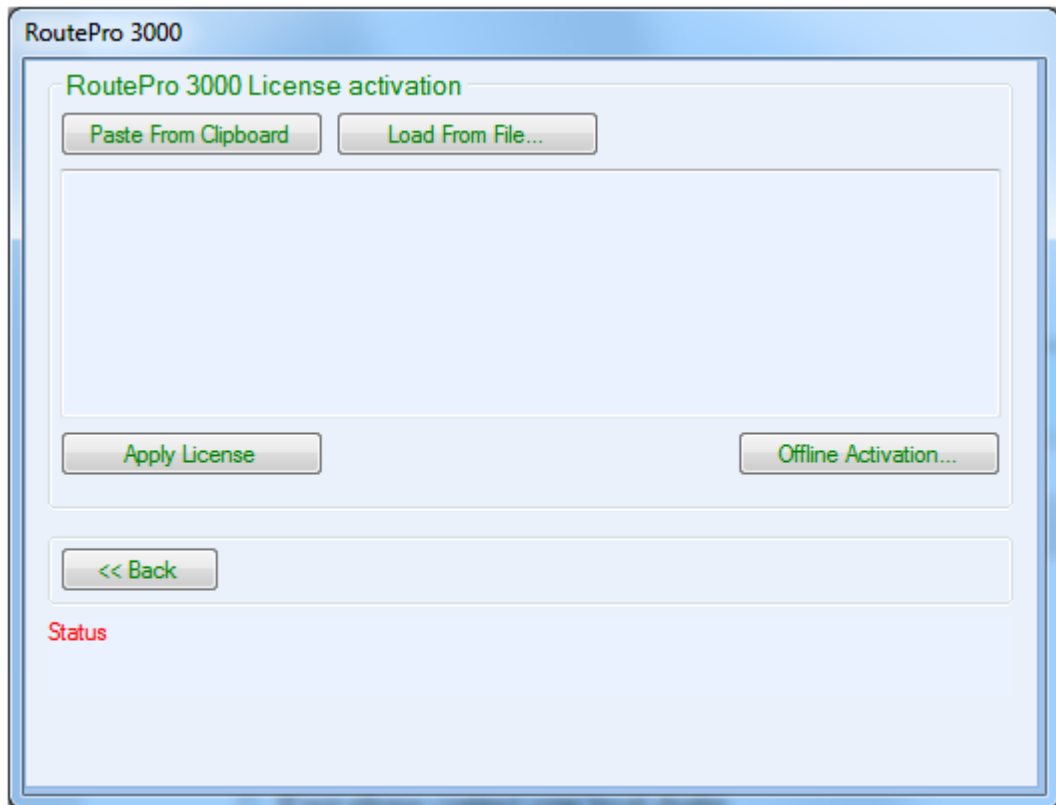 RoutePro 3000
RoutePro 3000 License activation
Paste From Clipboard
Load From File...
Apply License
Offline Activation...
<< Back
Status